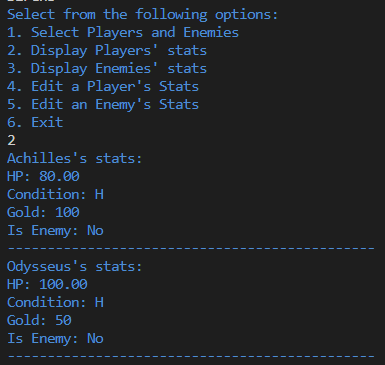 Select from the following options:
1. Select Players and Enemies
2. Display Players' stats
3. Display Enemies' stats
4. Edit a Player's Stats
5. Edit an Enemy's Stats
6. Exit
2
Achilles's stats:
HP: 80.00
Condition: H
Gold: 100
Is Enemy: No
----------------------------------------------
Odysseus's stats:
HP: 100.00
Condition: H
Gold: 50
Is Enemy: No
----------------------------------------------